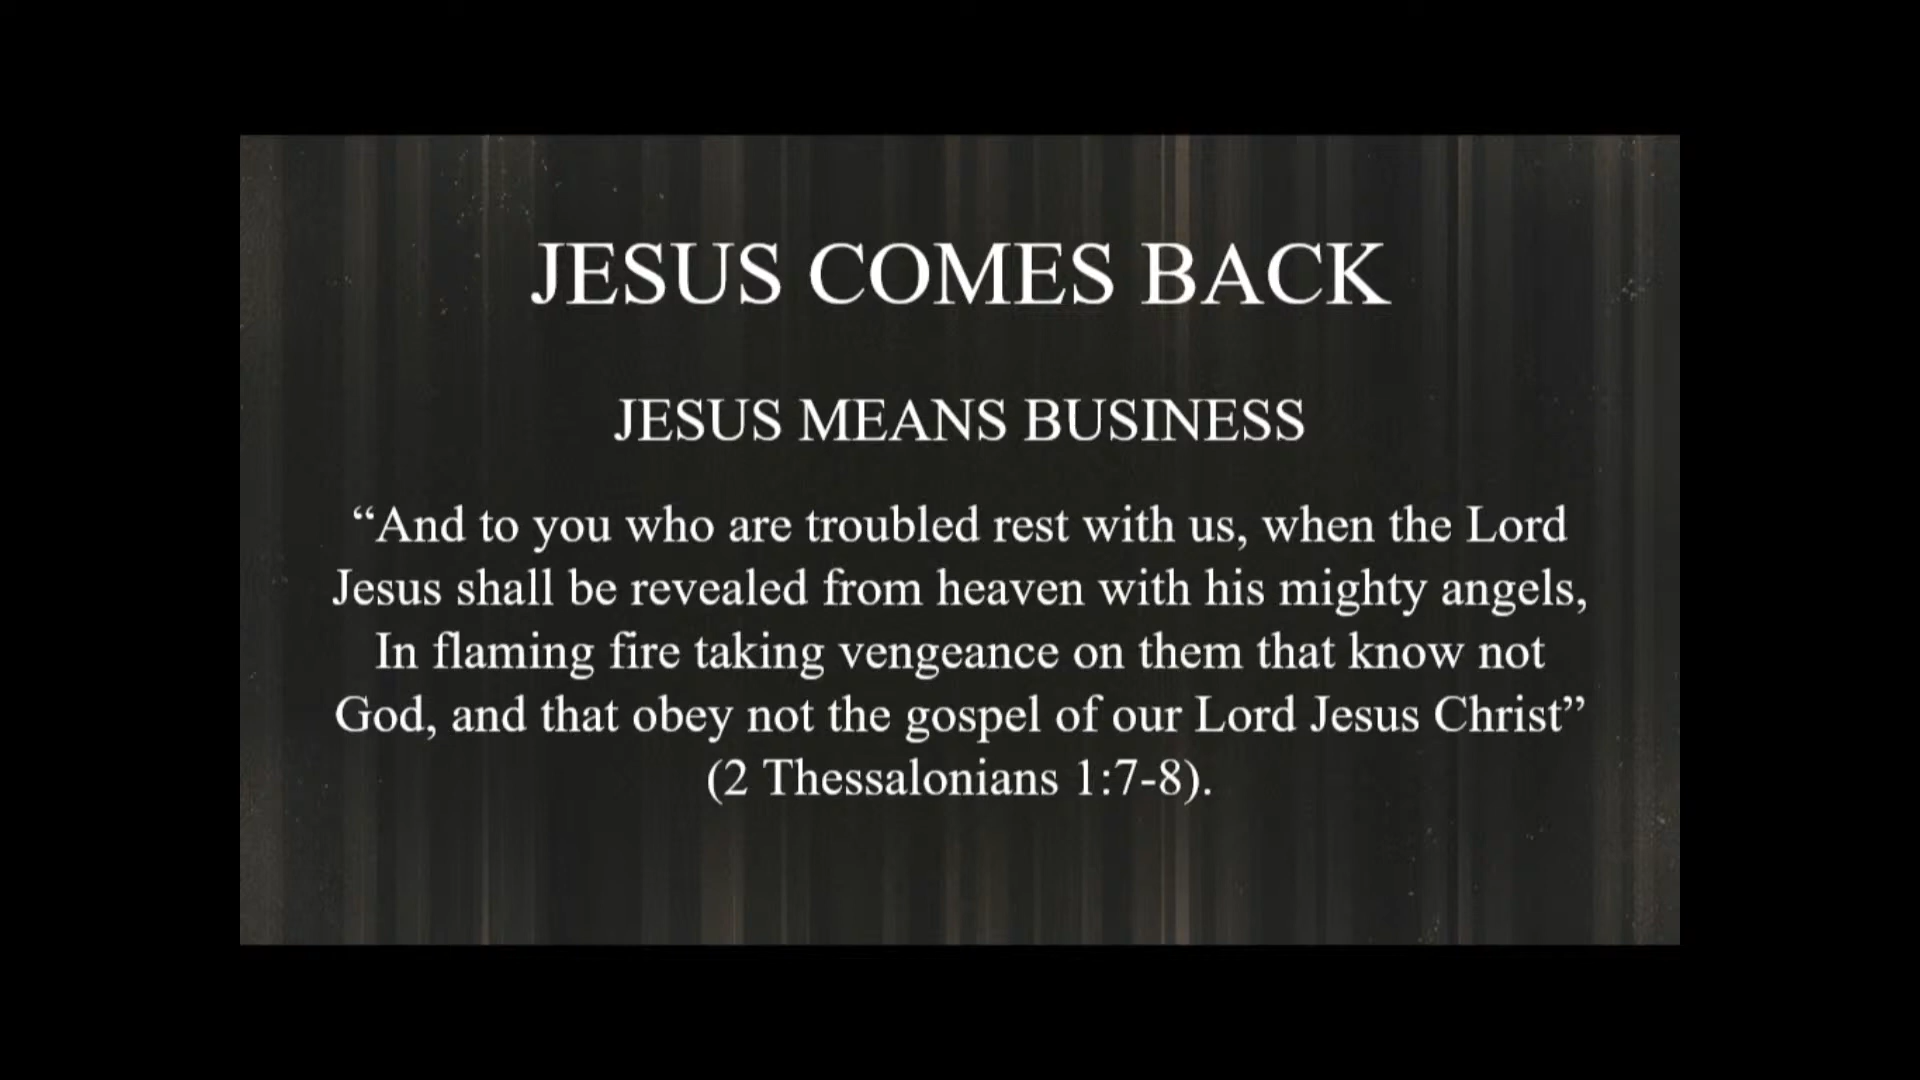 JESUS COMES BACK
JESUS MEANS BUSINESS
“And to you who are troubled rest with us, when the Lord
Jesus shall be revealed from heaven with his mighty angels,
In flaming fire taking vengeance on them that know not
God, and that obey not the gospel of our Lord Jesus Christ”
(2 Thessalonians 1:7-8).